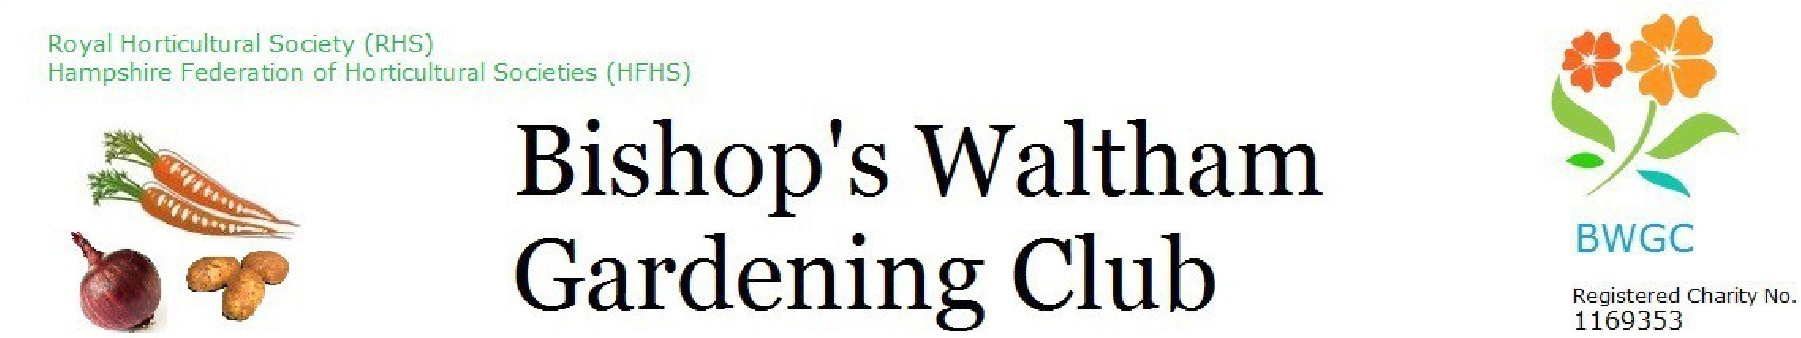 Royal Horticultural Society (RHS)
Hampshire Federation of Horticultural Societies (HFHS)
Bishop's Waltham
Gardening Club
BWGC
Registered Charity No.
1169353